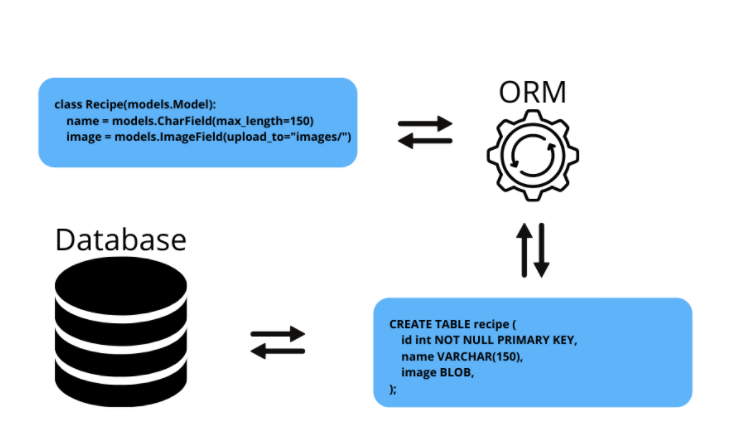 class Recipe(models.Model):
    name = models.CharField(max_length=150)
    image = models.ImageField(upload_to="images/")
ORM
Database
CREATE TABLE recipe (
    id int NOT NULL PRIMARY KEY,
    name VARCHAR(150),
    image BLOB,
);